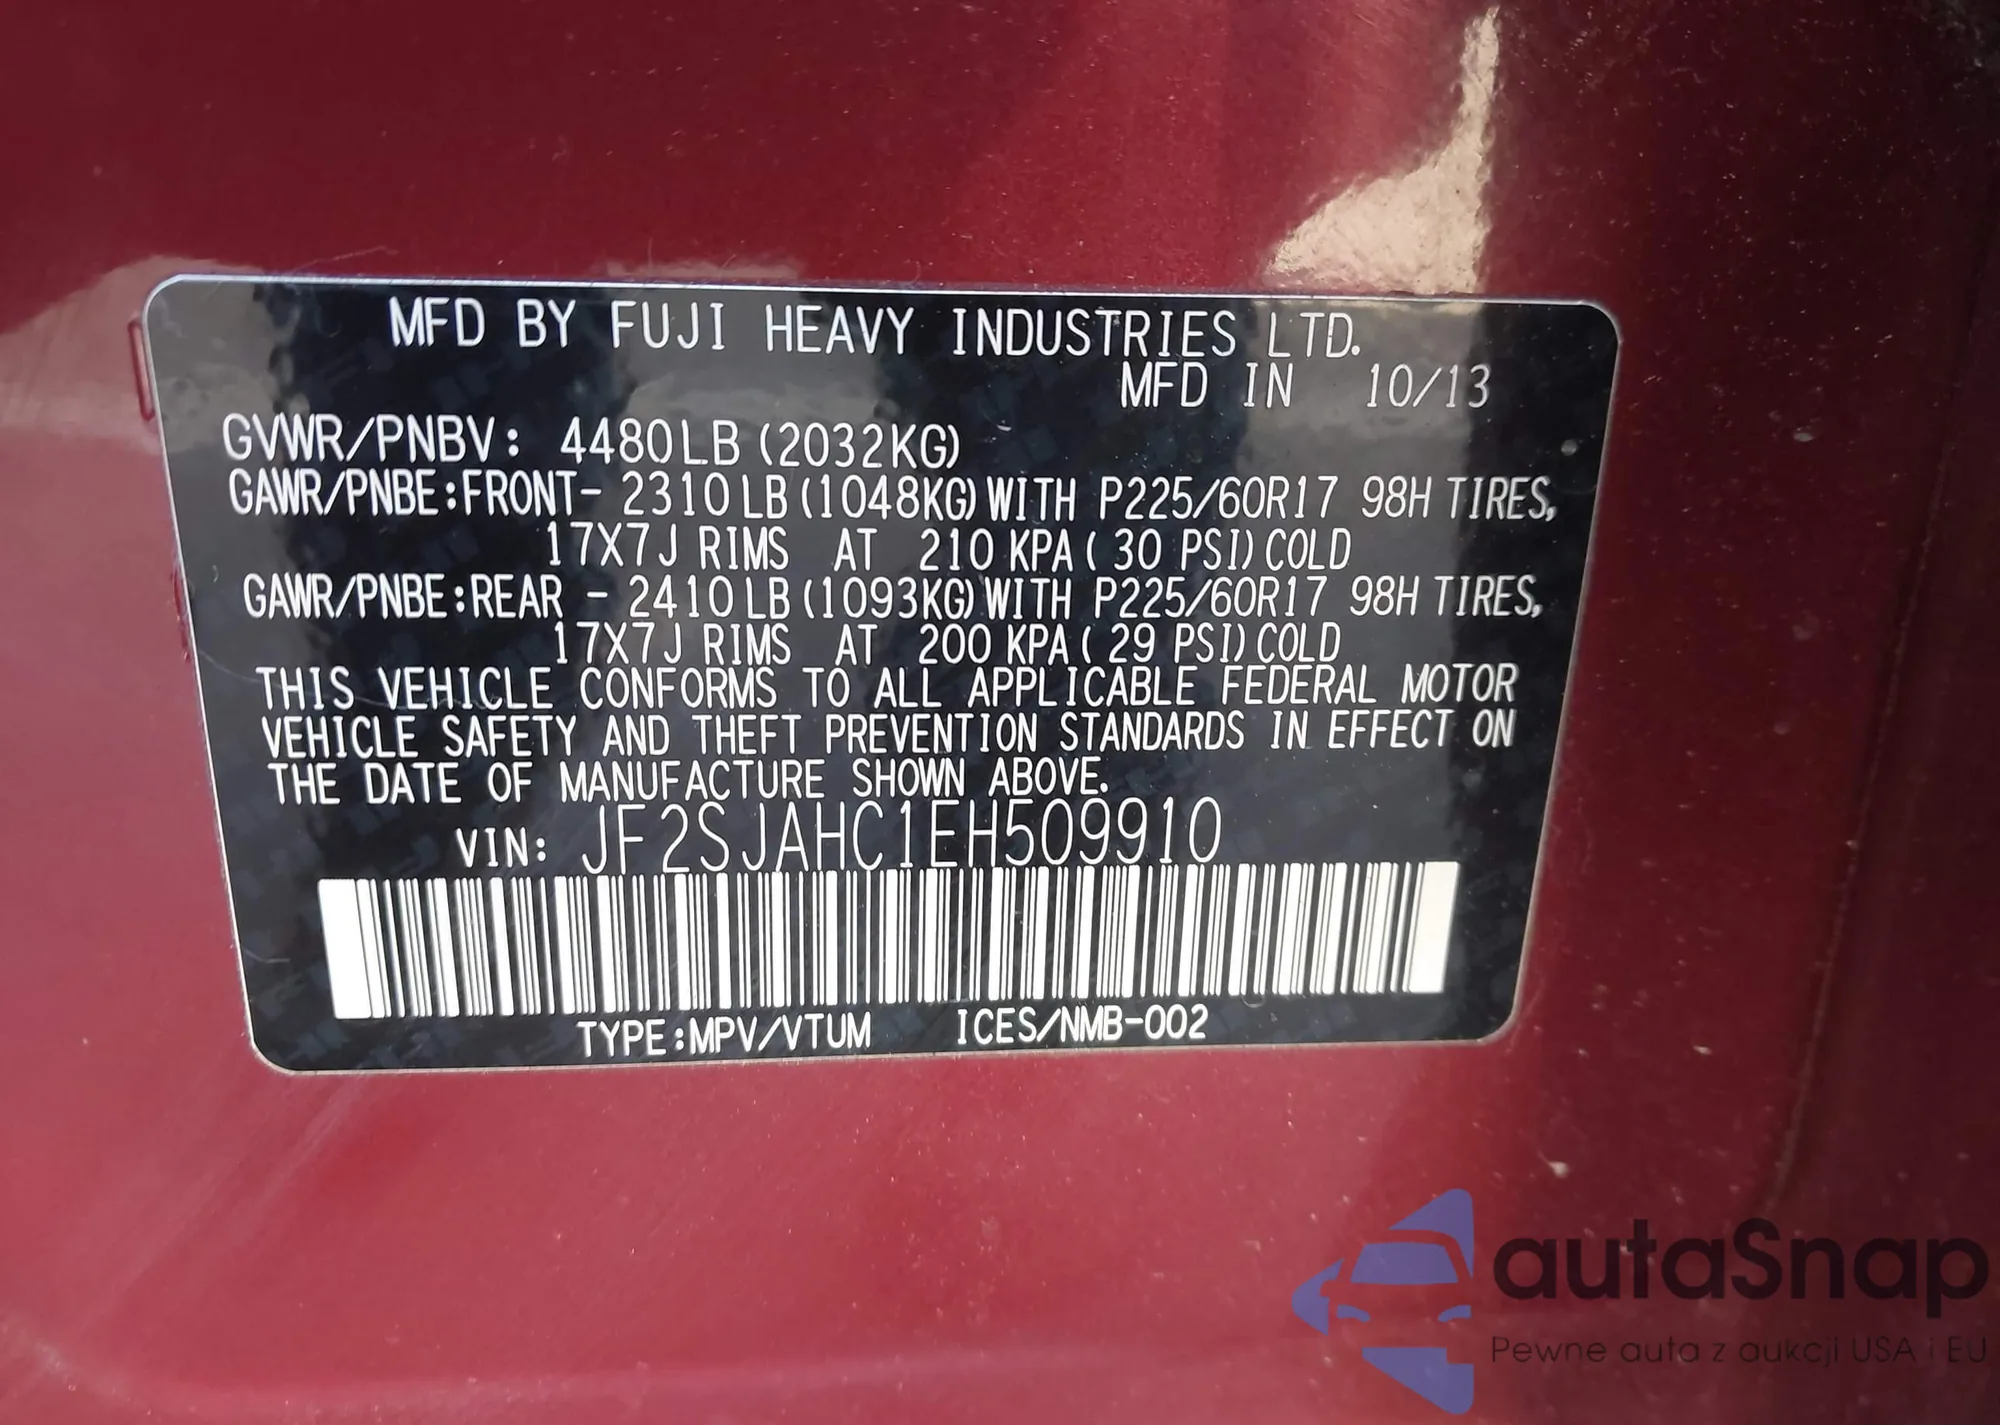 MFD BY FUJI HEAVY INDUSTRIES LTD.
MFD IN 10/13
GVWR/PNBV: 4480LB (2032KG)
GAWR/PNBE:FRONT- 2310LB(1048KG)WITH P225/60R17 98H TIRES,
17X7J RIMS AT 210 KPA( 30 PSI)COLD
GAWR/PNBE:REAR - 2410LB(1093KG)WITH P225/60R17 98H TIRES,
17X7J RIMS AT 200 KPA( 29 PSI)COLD
THIS VEHICLE CONFORMS TO ALL APPLICABLE FEDERAL MOTOR
VEHICLE SAFETY AND THEFT PREVENTION STANDARDS IN EFFECT ON
THE DATE OF MANUFACTURE SHOWN ABOVE.
VIN: JF2SJAHC1EH509910
TYPE:MPV/VTUM ICES/NMB-002
autaSnap
Pewne auta z aukcji USA i EU